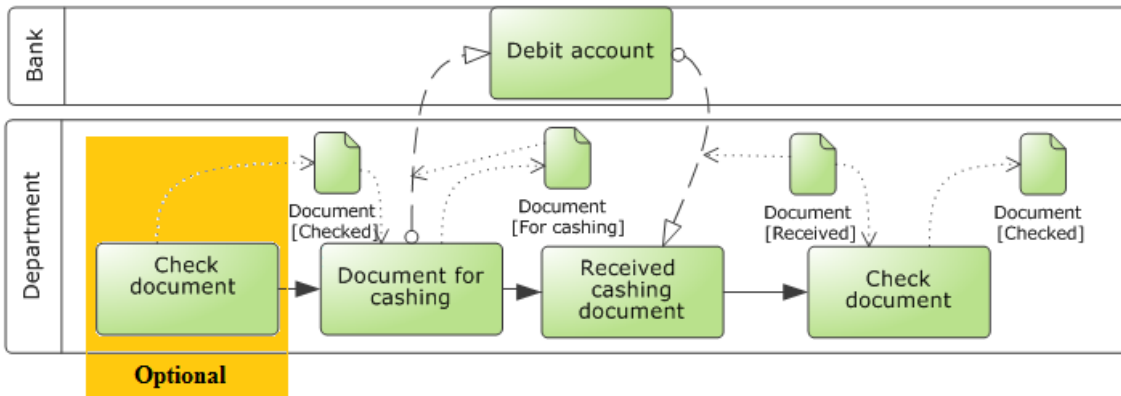 Bank
Debit account
Department
Document
[Checked]
Document
[For cashing]
Document
[Received]
Document
[Checked]
Check
document
Document for
cashing
Received
cashing
document
Check
document
Optional